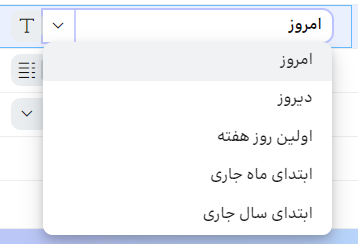 امروز
T
امروز
دیروز
اولین روز هفته
ابتدای ماه جاری
ابتدای سال جاری